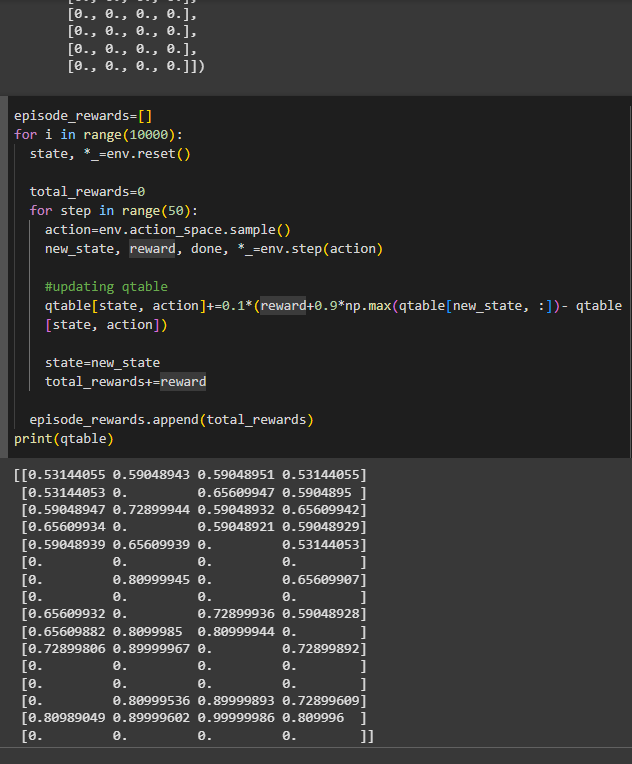 [0., 0., 0., 0.],
[0., 0., 0., 0.],
[0., 0., 0., 0.],
[0., 0., 0., 0.]])
episode_rewards=[]
for i in range(10000):
  state, *_=env.reset()
  total_rewards=0
  for step in range(50):
    action=env.action_space.sample()
    new_state, reward, done, *_=env.step(action)
    #updating qtable
    qtable[state, action]+=0.1*(reward+0.9*np.max(qtable[new_state, :])- qtable
    [state, action])
    state=new_state
    total_rewards+=reward
  episode_rewards.append(total_rewards)
print(qtable)
[[0.53144055 0.59048943 0.59048951 0.53144055]
 [0.53144053 0.         0.65609947 0.5904895 ]
 [0.59048947 0.72899944 0.59048932 0.65609942]
 [0.65609934 0.         0.59048921 0.59048929]
 [0.59048939 0.65609939 0.         0.53144053]
 [0.         0.         0.         0.        ]
 [0.         0.80999945 0.         0.65609907]
 [0.         0.         0.         0.        ]
 [0.65609932 0.         0.72899936 0.59048928]
 [0.65609882 0.8099985  0.80999944 0.        ]
 [0.72899806 0.89999967 0.         0.72899892]
 [0.         0.         0.         0.        ]
 [0.         0.         0.         0.        ]
 [0.         0.80999536 0.89999893 0.72899609]
 [0.80989049 0.89999602 0.99999986 0.809996  ]
 [0.         0.         0.         0.        ]]